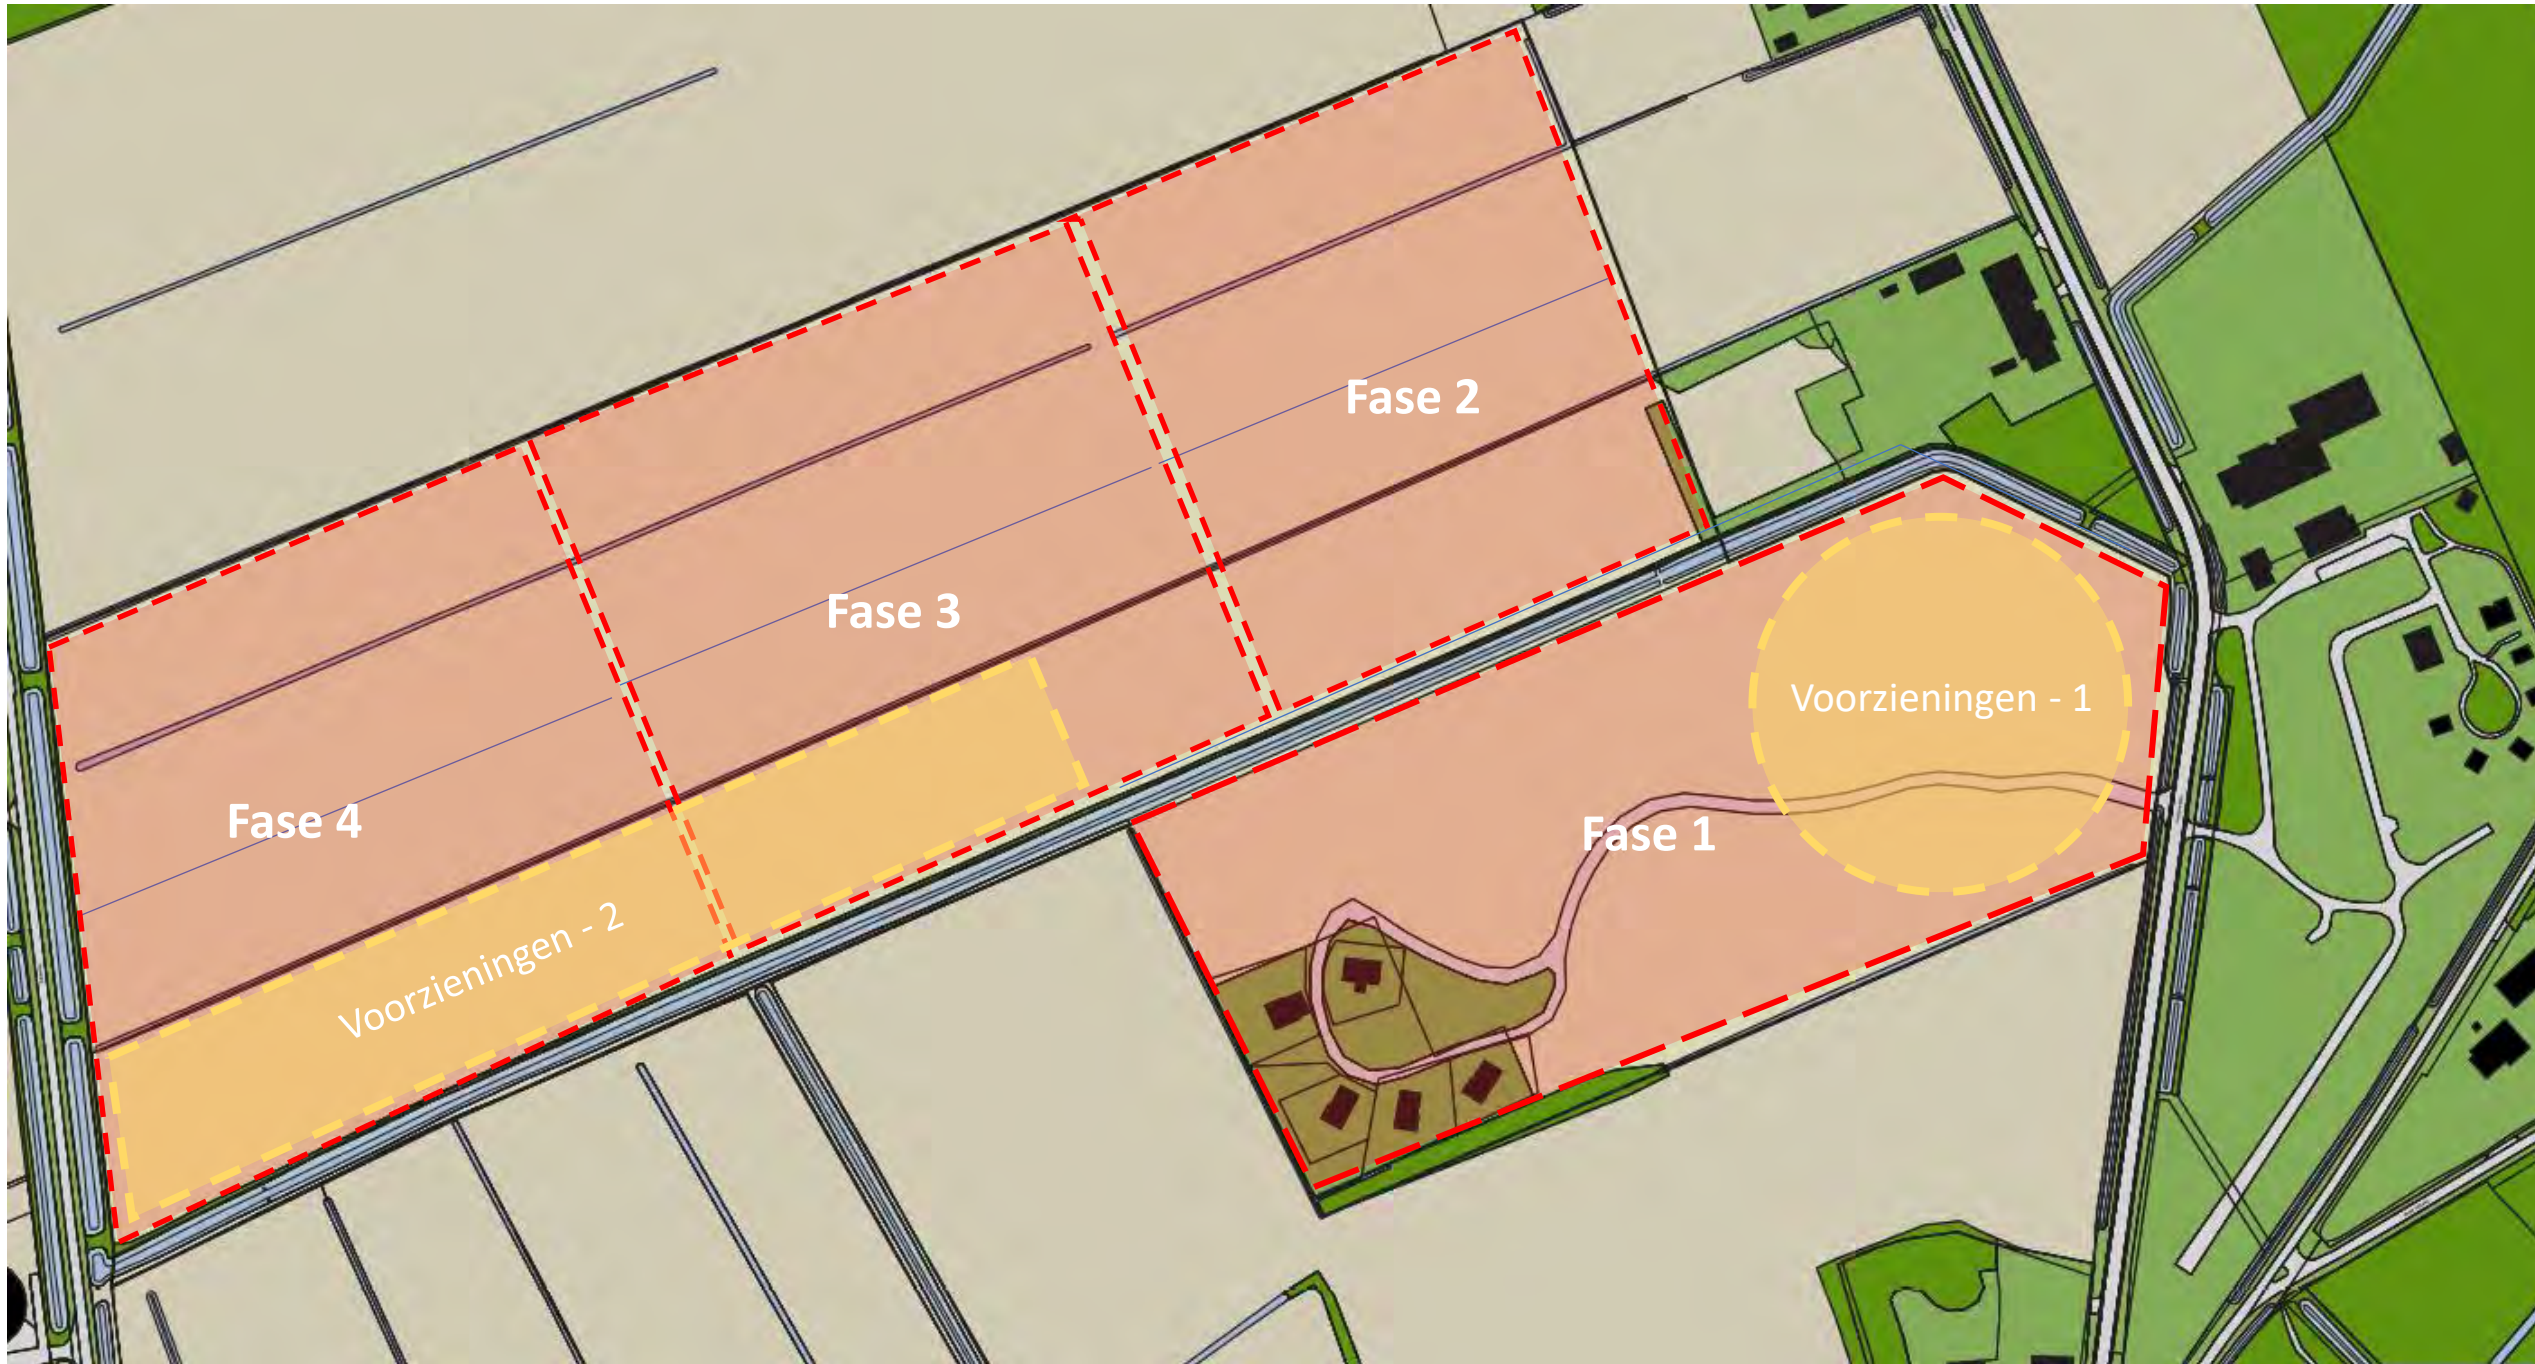 Fase 2
Fase 3
Voorzieningen - 1
Fase 4
Fase 1
Voorzieningen - 2